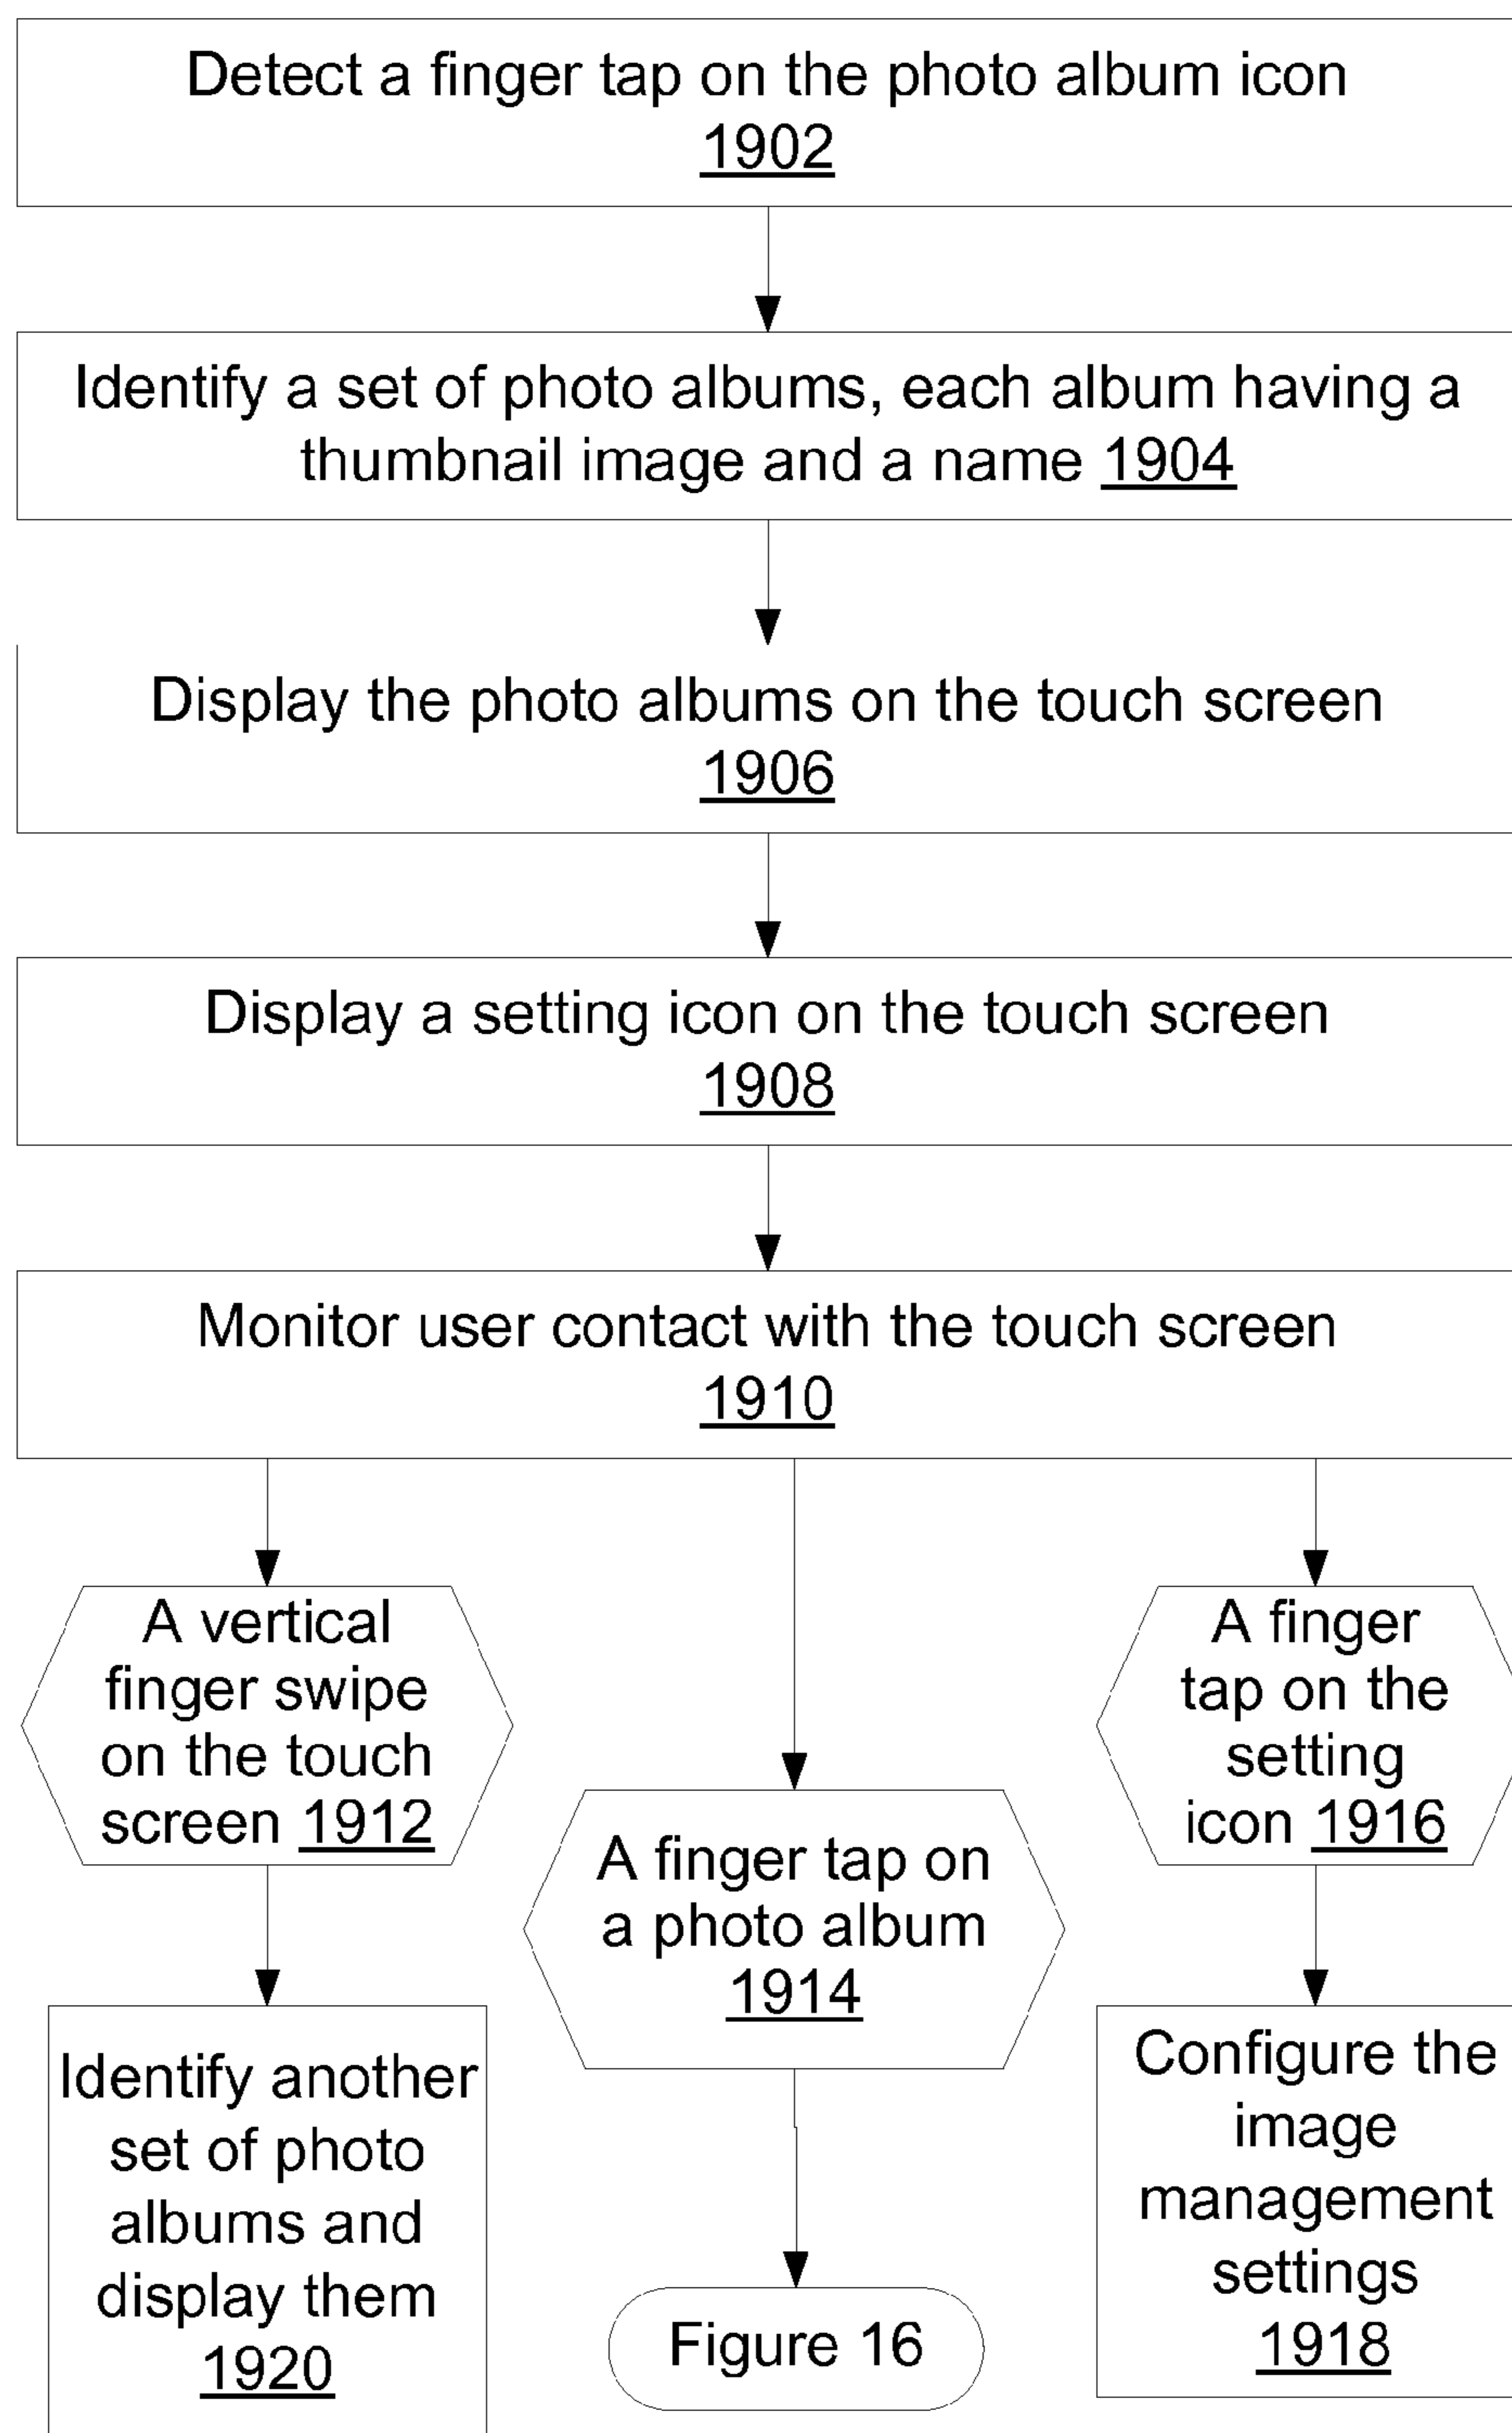 Detect a finger tap on the photo album icon
1902
Identify a set of photo albums, each album having a
thumbnail image and a name 1904
Display the photo albums on the touch screen
1906
Display a setting icon on the touch screen
1908
Monitor user contact with the touch screen
1910
A vertical
finger swipe
on the touch
screen 1912
A finger tap on
a photo album
1914
A finger
tap on the
setting
icon 1916
Identify another
set of photo
albums and
display them
1920
Figure 16
Configure the
image
management
settings
1918